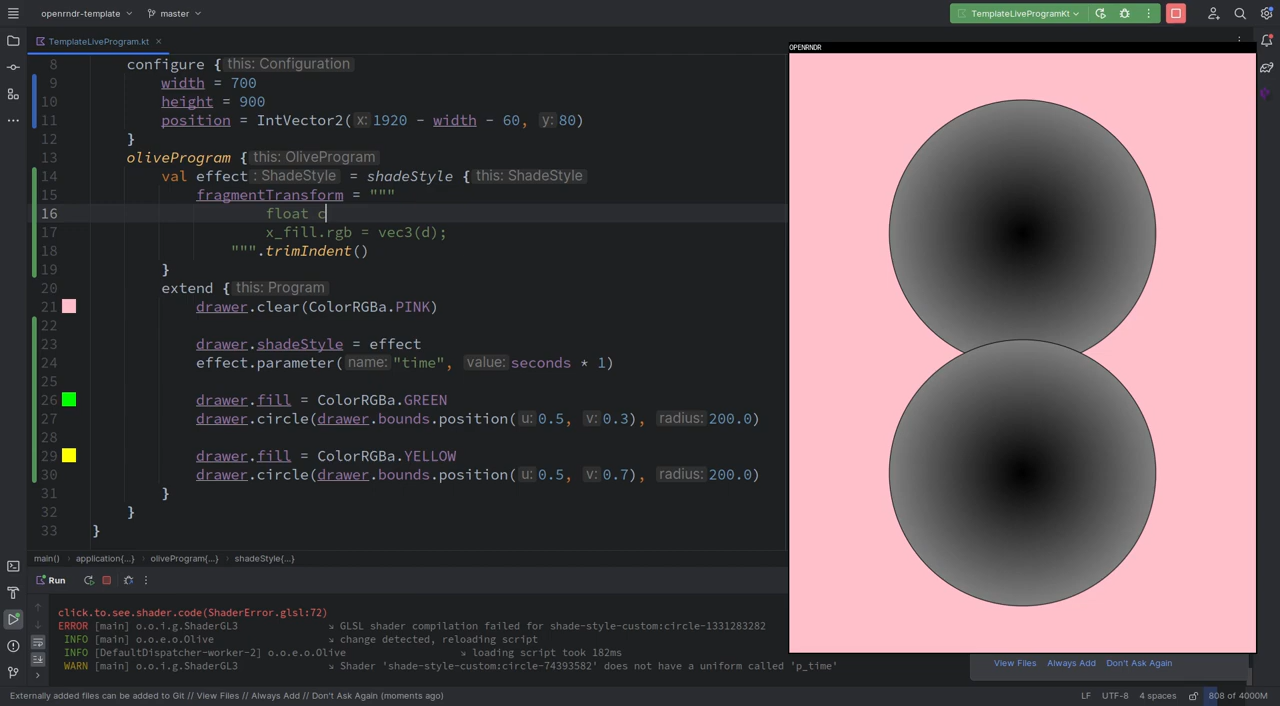 openrndr-template
master
TemplateLiveProgramKt
TemplateLiveProgram.kt
OPENRNDR
8 configure { this: Configuration
9 width = 700
10 height = 900
11 position = IntVector2( x: 1920 - width - 60, y: 80)
12 }
13 oliveProgram { this: OliveProgram
14 val effect : ShadeStyle = shadeStyle { this: ShadeStyle
15 fragmentTransform = """
16 float c
17 x_fill.rgb = vec3(d);
18 """.trimIndent()
19 }
20 extend { this: Program
21 drawer.clear(ColorRGBa.PINK)
22
23 drawer.shadeStyle = effect
24 effect.parameter( name: "time", value: seconds * 1)
25
26 drawer.fill = ColorRGBa.GREEN
27 drawer.circle(drawer.bounds.position( u: 0.5, v: 0.3), radius: 200.0)
28
29 drawer.fill = ColorRGBa.YELLOW
30 drawer.circle(drawer.bounds.position( u: 0.5, v: 0.7), radius: 200.0)
31 }
32 }
33 }
main() › application{...} › oliveProgram{...} › shadeStyle{...}
Run
click.to.see.shader.code(ShaderError.glsl:72)
ERROR [main] o.o.i.g.ShaderGL3 ↘ GLSL shader compilation failed for shade-style-custom:circle-1331283282
INFO [main] o.o.e.o.Olive ↘ change detected, reloading script
INFO [DefaultDispatcher-worker-2] o.o.e.o.Olive ↘ loading script took 182ms
WARN [main] o.o.i.g.ShaderGL3 ↘ Shader 'shade-style-custom:circle-74393582' does not have a uniform called 'p_time'
View Files Always Add Don't Ask Again
Externally added files can be added to Git // View Files // Always Add // Don't Ask Again (moments ago)
LF UTF-8 4 spaces 808 of 4000M